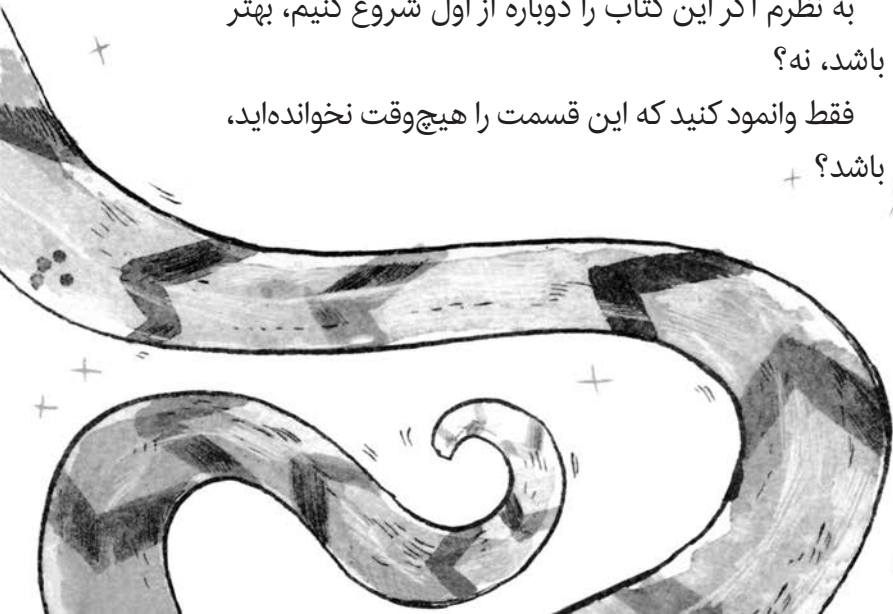 به نظرم اگر این کتاب را دوباره از اول شروع کنیم، بهتر
باشد، نه؟
فقط وانمود کنید که این قسمت را هیچ‌وقت نخوانده‌اید،
باشد؟